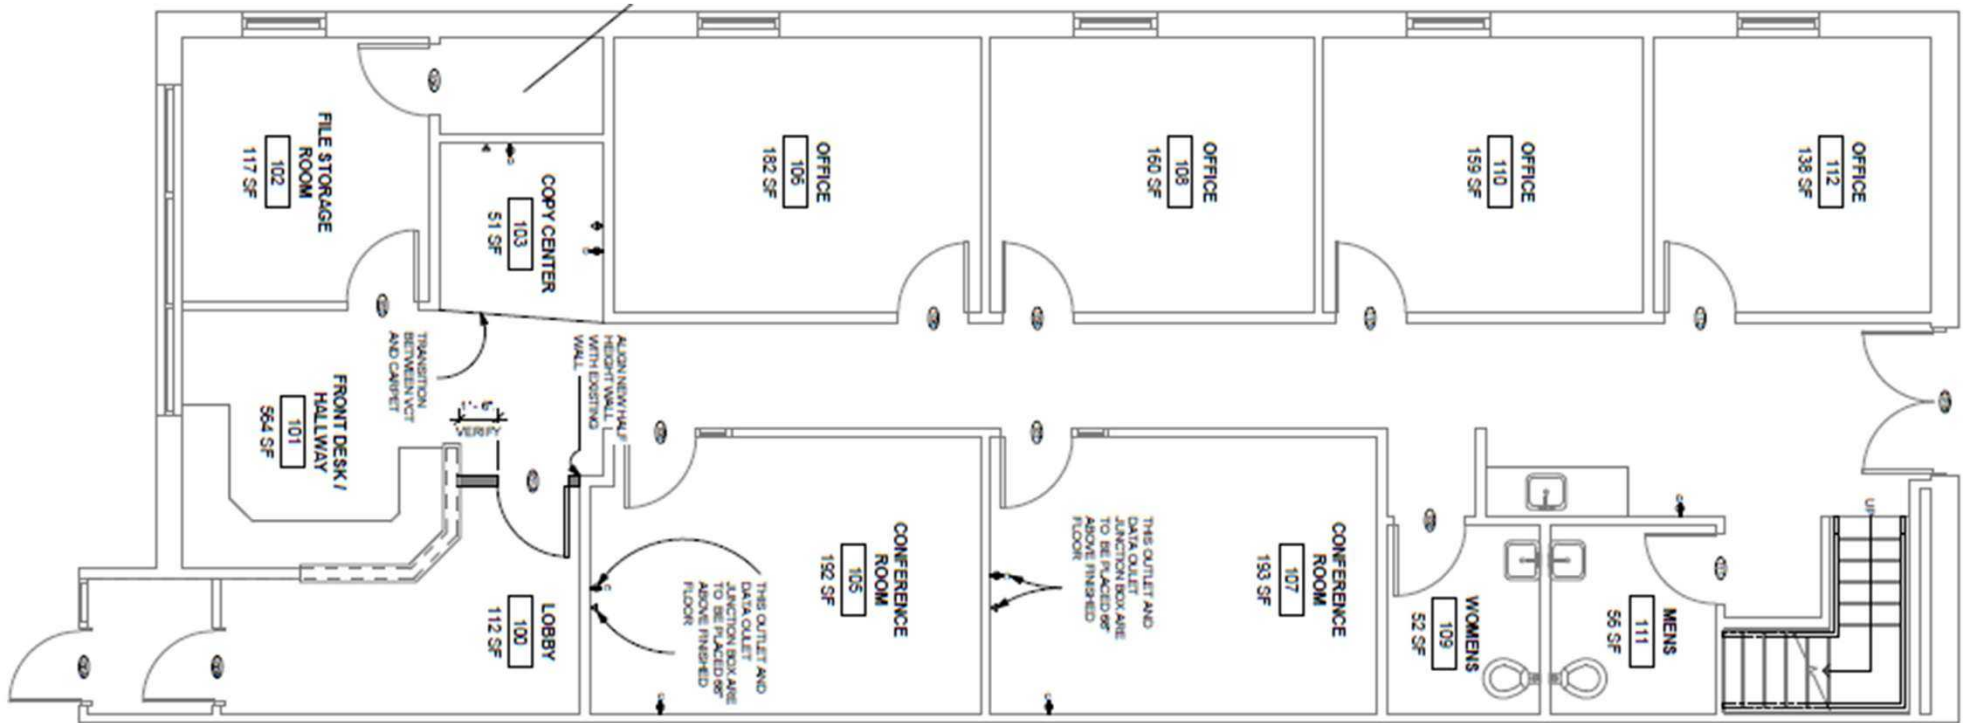 FILE STORAGE
ROOM
102
117 SF
COPY CENTER
103
51 SF
OFFICE
106
182 SF
OFFICE
108
160 SF
OFFICE
110
159 SF
OFFICE
112
138 SF
FRONT DESK /
HALLWAY
101
564 SF
TRANSITION
BETWEEN VCT
AND CARPET
VERIFY
ALIGN NEW HALF
HEIGHT WALL
WITH EXISTING
WALL
LOBBY
100
112 SF
CONFERENCE
ROOM
105
192 SF
THIS OUTLET AND
DATA OULET
JUNCTION BOX ARE
TO BE PLACED 66"
ABOVE FINISHED
FLOOR
CONFERENCE
ROOM
107
193 SF
THIS OUTLET AND
DATA OULET
JUNCTION BOX ARE
TO BE PLACED 66"
ABOVE FINISHED
FLOOR
WOMENS
109
52 SF
MENS
111
56 SF
UP